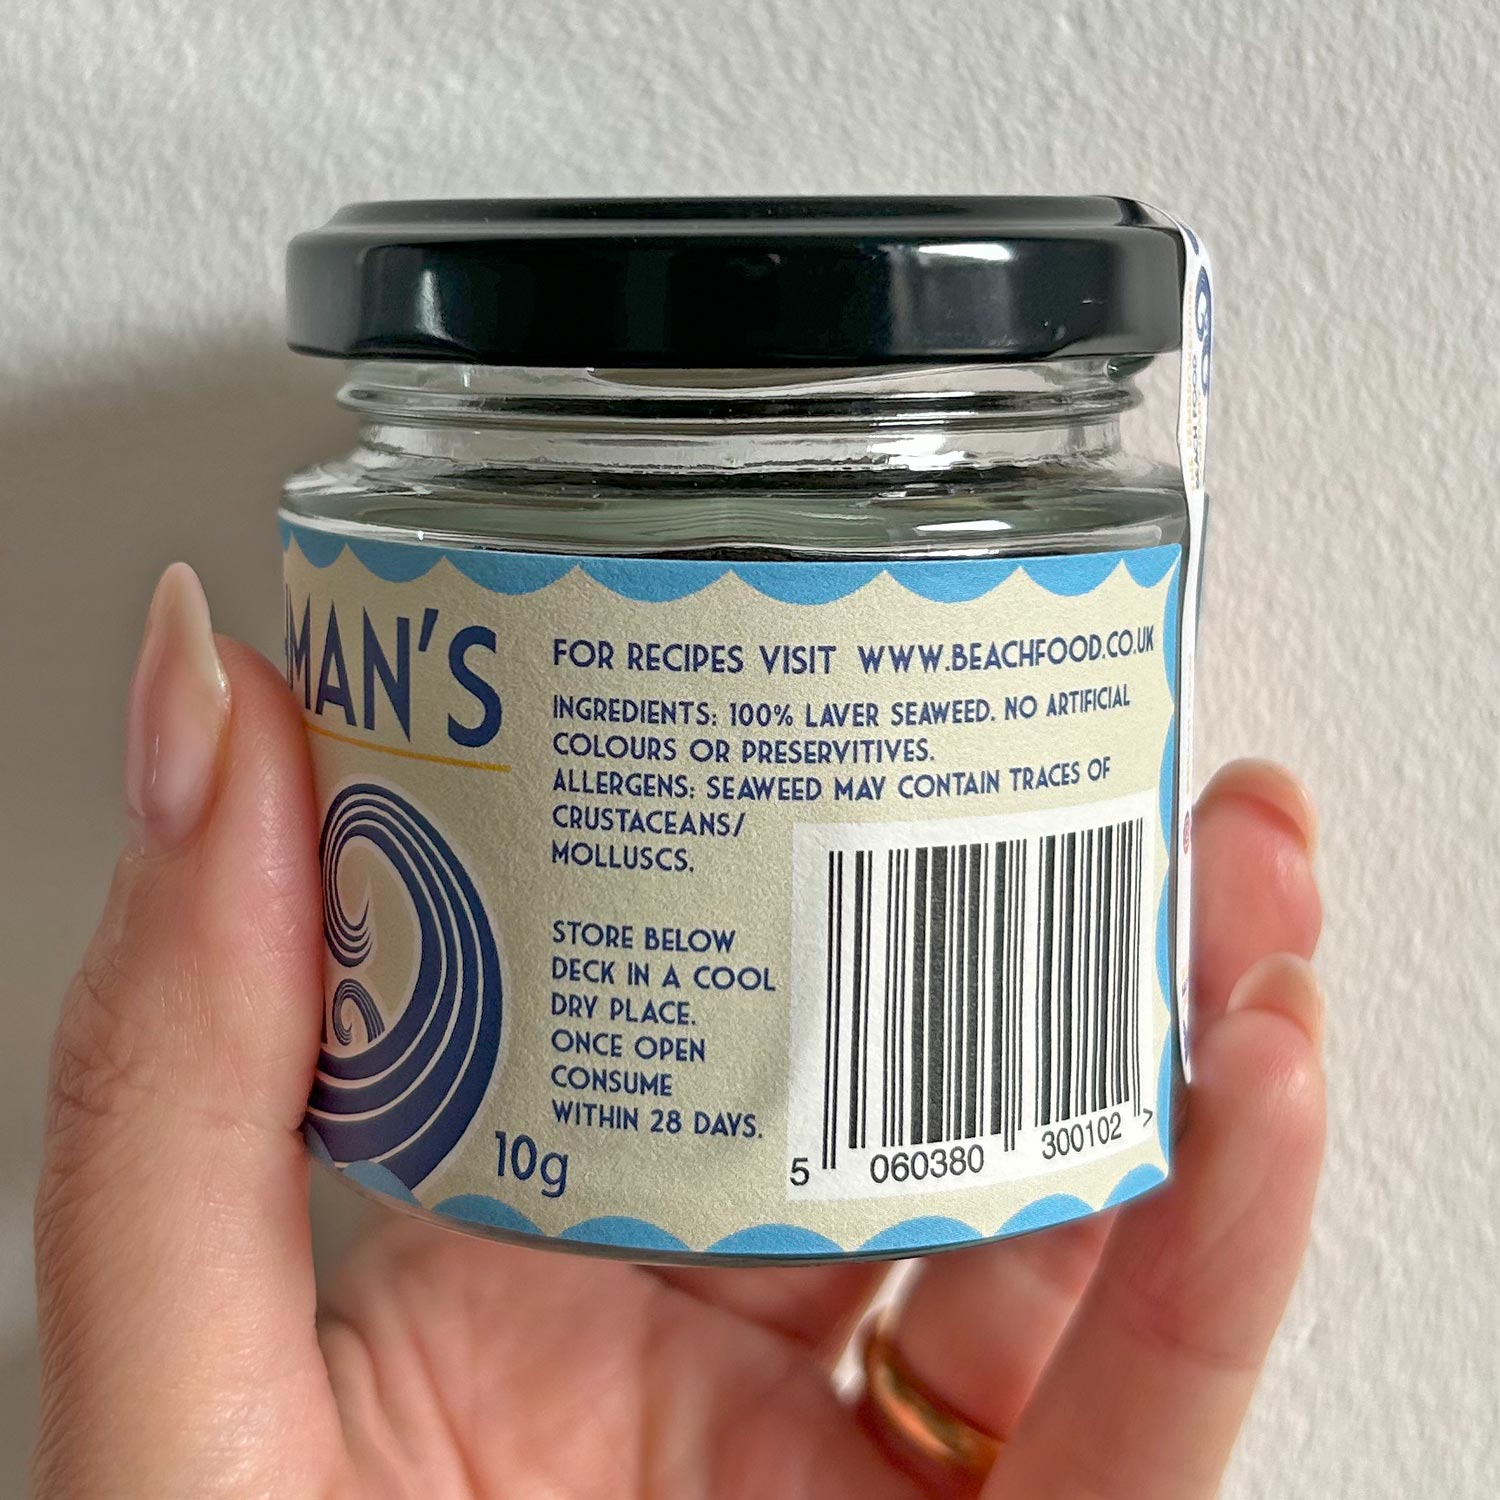 MAN'S
FOR RECIPES VISIT WWW.BEACHFOOD.CO.UK
INGREDIENTS: 100% LAVER SEAWEED. NO ARTIFICIAL
COLOURS OR PRESERVITIVES.
ALLERGENS: SEAWEED MAY CONTAIN TRACES OF
CRUSTACEANS/
MOLLUSCS.
STORE BELOW
DECK IN A COOL
DRY PLACE.
ONCE OPEN
CONSUME
WITHIN 28 DAYS.
10g
5 060380 300102 >